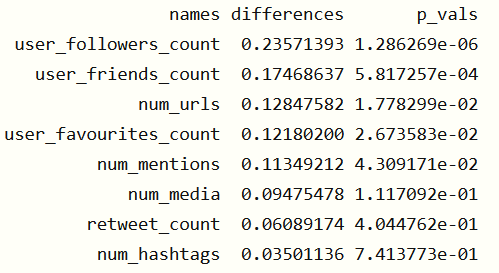 names differences p_vals
user_followers_count 0.23571393 1.286269e-06
user_friends_count 0.17468637 5.817257e-04
num_urls 0.12847582 1.778299e-02
user_favourites_count 0.12180200 2.673583e-02
num_mentions 0.11349212 4.309171e-02
num_media 0.09475478 1.117092e-01
retweet_count 0.06089174 4.044762e-01
num_hashtags 0.03501136 7.413773e-01